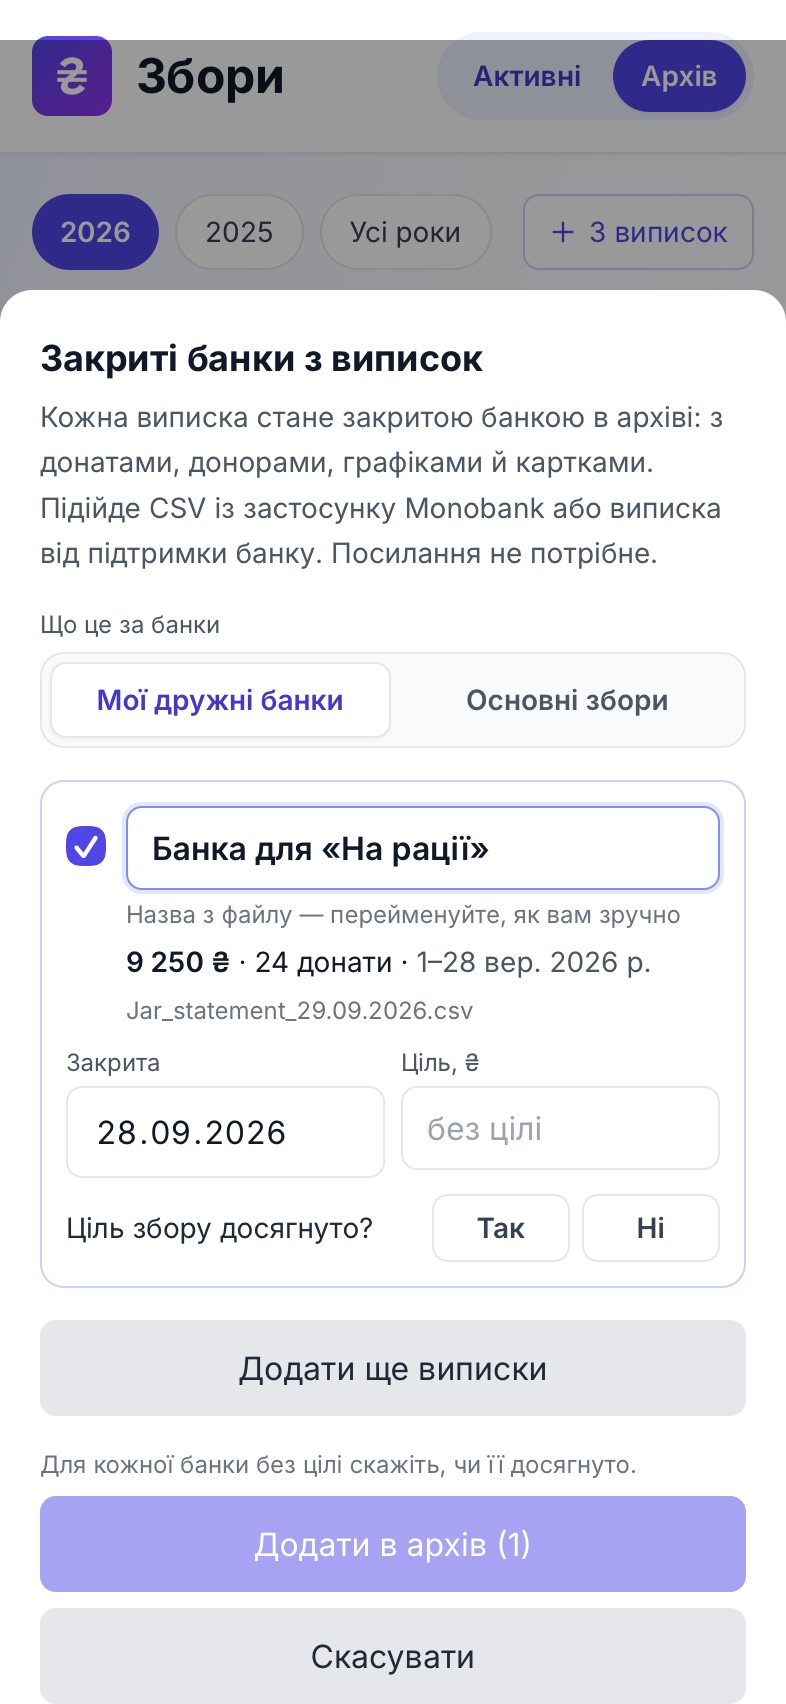 ₴ Збори Активні Архів
2026 2025 Усі роки + З виписок
Закриті банки з виписок
Кожна виписка стане закритою банкою в архіві: з
донатами, донорами, графіками й картками.
Підійде CSV із застосунку Monobank або виписка
від підтримки банку. Посилання не потрібне.
Що це за банки
Мої дружні банки Основні збори
Банка для «На рації»
Назва з файлу — перейменуйте, як вам зручно
9 250 ₴ · 24 донати · 1–28 вер. 2026 р.
Jar_statement_29.09.2026.csv
Закрита Ціль, ₴
28.09.2026 без цілі
Ціль збору досягнуто? Так Ні
Додати ще виписки
Для кожної банки без цілі скажіть, чи її досягнуто.
Додати в архів (1)
Скасувати